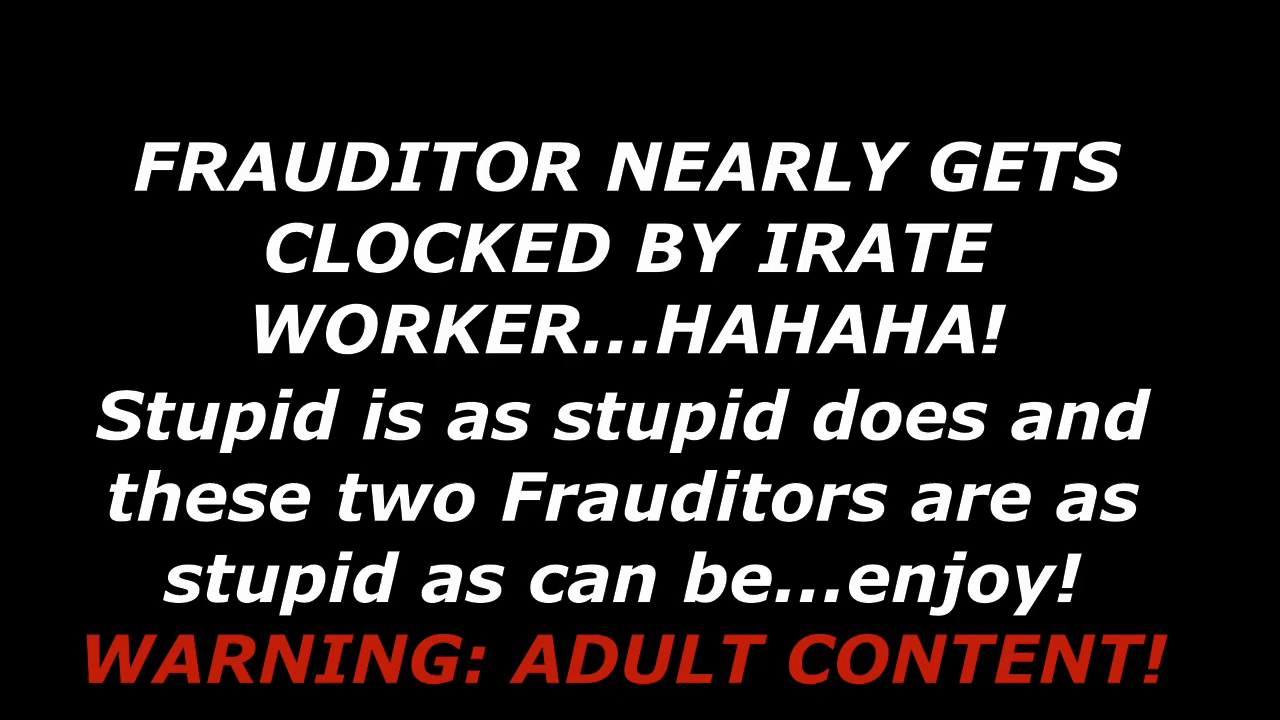 FRAUDITOR NEARLY GETS
CLOCKED BY IRATE
WORKER...HAHAHA!
Stupid is as stupid does and
these two Frauditors are as
stupid as can be...enjoy!
WARNING: ADULT CONTENT!